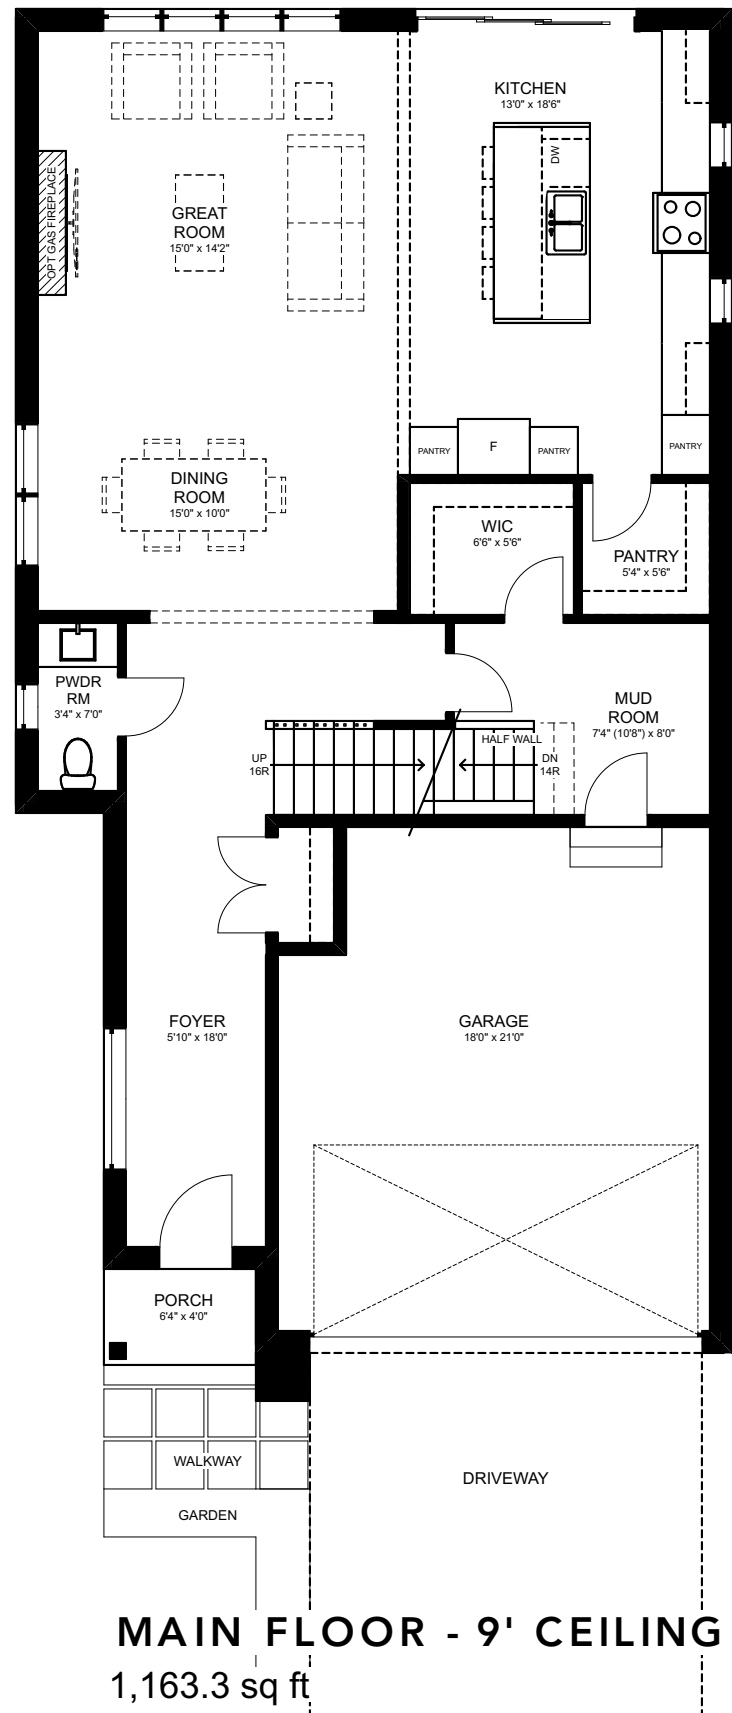 KITCHEN
13'0" x 18'6"
DW
OPT GAS FIREPLACE
GREAT
ROOM
15'0" x 14'2"
PANTRY
F
PANTRY
PANTRY
DINING
ROOM
15'0" x 10'0"
WIC
6'6" x 5'6"
PANTRY
5'4" x 5'6"
PWDR
RM
3'4" x 7'0"
MUD
ROOM
7'4" (10'8") x 8'0"
HALF WALL
UP
16R
DN
14R
FOYER
5'10" x 18'0"
GARAGE
18'0" x 21'0"
PORCH
6'4" x 4'0"
WALKWAY
DRIVEWAY
GARDEN
MAIN FLOOR - 9' CEILING
1,163.3 sq ft